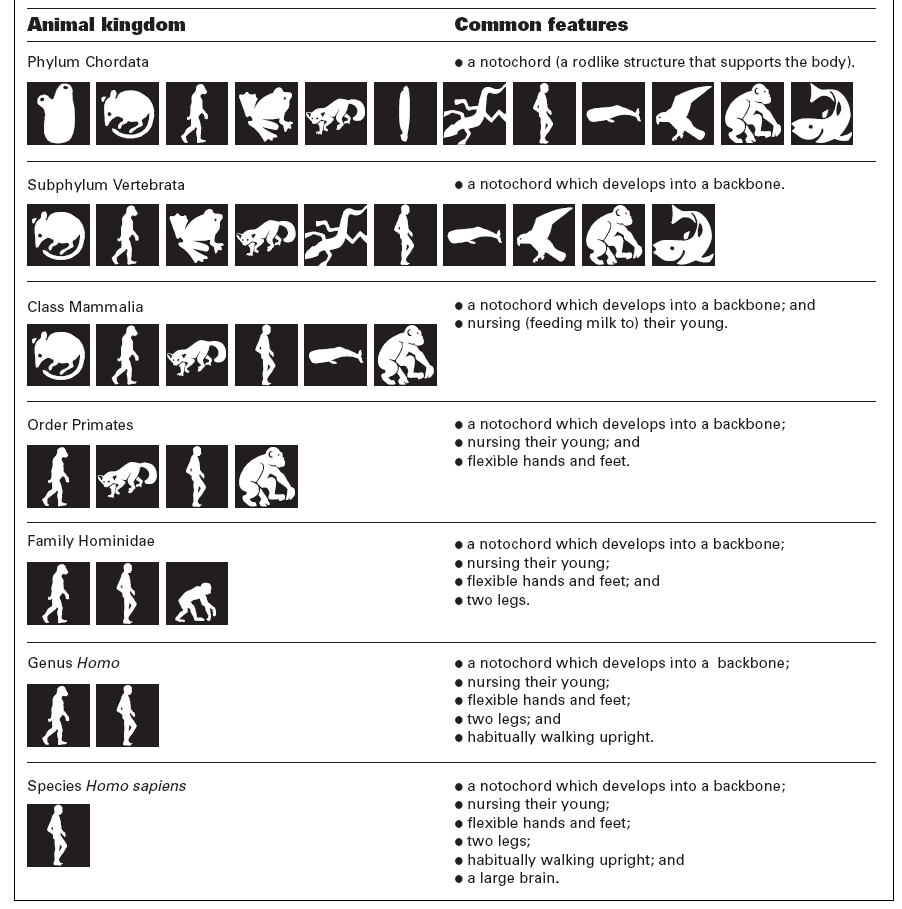 Animal kingdom
Common features
Phylum Chordata
● a notochord (a rodlike structure that supports the body).
Subphylum Vertebrata
● a notochord which develops into a backbone.
Class Mammalia
● a notochord which develops into a backbone; and
● nursing (feeding milk to) their young.
Order Primates
● a notochord which develops into a backbone;
● nursing their young; and
● flexible hands and feet.
Family Hominidae
● a notochord which develops into a backbone;
● nursing their young;
● flexible hands and feet; and
● two legs.
Genus Homo
● a notochord which develops into a backbone;
● nursing their young;
● flexible hands and feet;
● two legs; and
● habitually walking upright.
Species Homo sapiens
● a notochord which develops into a backbone;
● nursing their young;
● flexible hands and feet;
● two legs;
● habitually walking upright; and
● a large brain.